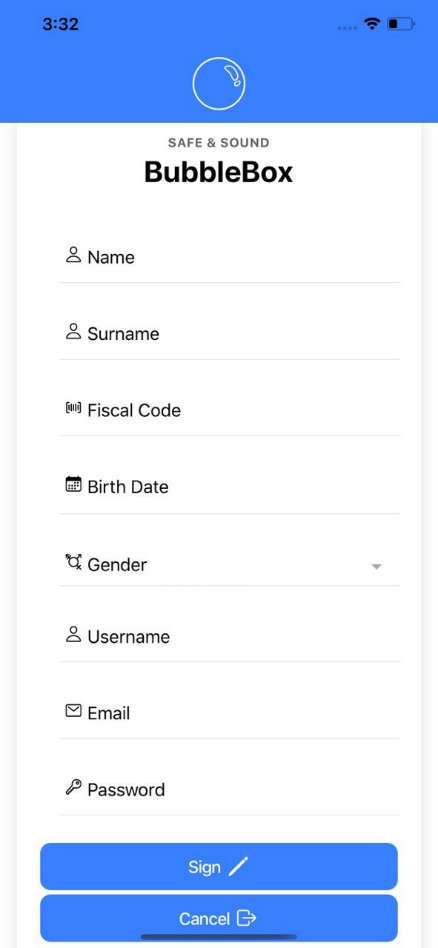 3:32
SAFE & SOUND
BubbleBox
Name
Surname
Fiscal Code
Birth Date
Gender
Username
Email
Password
Sign
Cancel